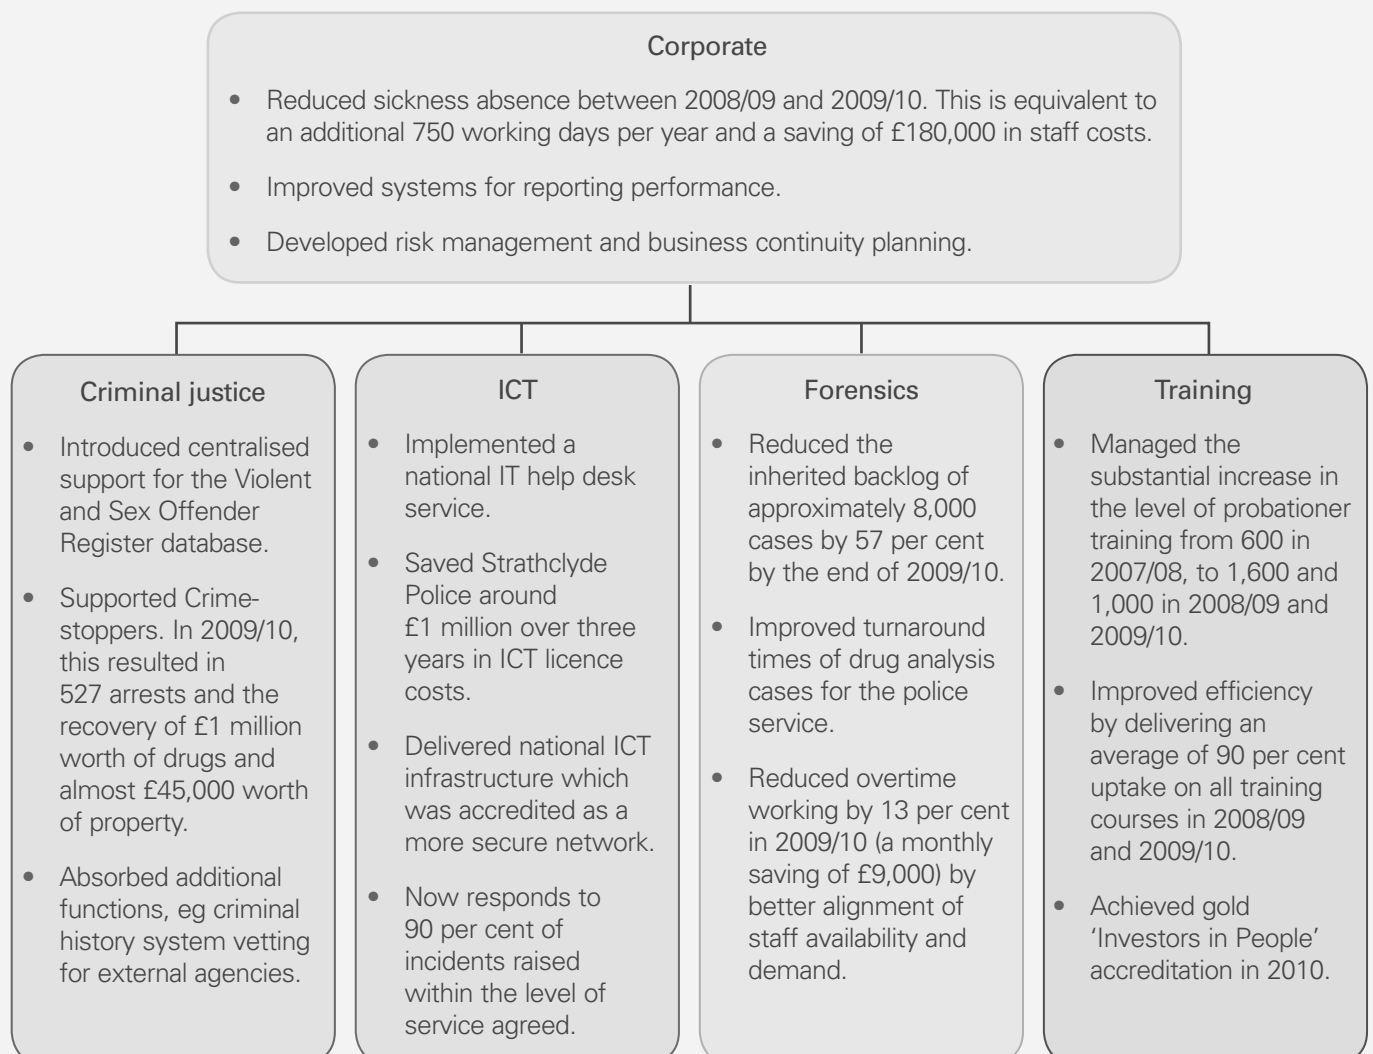 Corporate
• Reduced sickness absence between 2008/09 and 2009/10. This is equivalent to
an additional 750 working days per year and a saving of £180,000 in staff costs.
• Improved systems for reporting performance.
• Developed risk management and business continuity planning.
Criminal justice
• Introduced centralised
support for the Violent
and Sex Offender
Register database.
• Supported Crime-
stoppers. In 2009/10,
this resulted in
527 arrests and the
recovery of £1 million
worth of drugs and
almost £45,000 worth
of property.
• Absorbed additional
functions, eg criminal
history system vetting
for external agencies.
ICT
• Implemented a
national IT help desk
service.
• Saved Strathclyde
Police around
£1 million over three
years in ICT licence
costs.
• Delivered national ICT
infrastructure which
was accredited as a
more secure network.
• Now responds to
90 per cent of
incidents raised
within the level of
service agreed.
Forensics
• Reduced the
inherited backlog of
approximately 8,000
cases by 57 per cent
by the end of 2009/10.
• Improved turnaround
times of drug analysis
cases for the police
service.
• Reduced overtime
working by 13 per cent
in 2009/10 (a monthly
saving of £9,000) by
better alignment of
staff availability and
demand.
Training
• Managed the
substantial increase in
the level of probationer
training from 600 in
2007/08, to 1,600 and
1,000 in 2008/09 and
2009/10.
• Improved efficiency
by delivering an
average of 90 per cent
uptake on all training
courses in 2008/09
and 2009/10.
• Achieved gold
‘Investors in People’
accreditation in 2010.